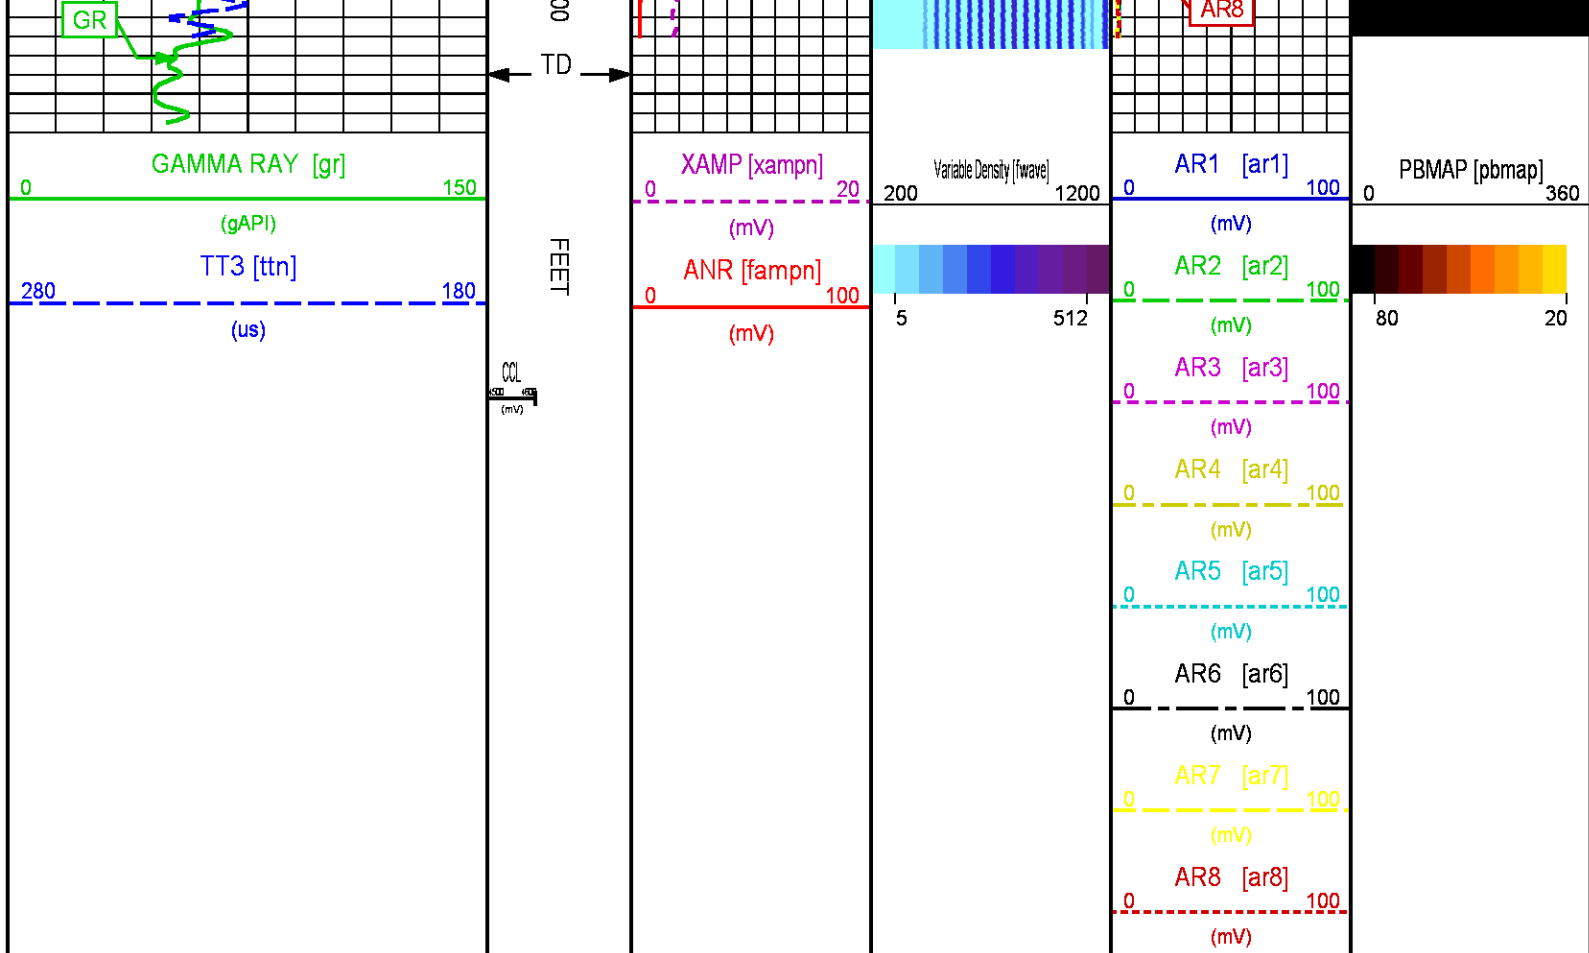 GR
00
AR8
TD
GAMMA RAY [gr]
0 150
(gAPI)
TT3 [ttn]
280 180
(us)
FEET
CCL
(mV)
XAMP [xampn]
0 20
(mV)
ANR [fampn]
0 100
(mV)
Variable Density [fwave]
200 1200
5 512
AR1 [ar1]
0 100
(mV)
AR2 [ar2]
0 100
(mV)
AR3 [ar3]
0 100
(mV)
AR4 [ar4]
0 100
(mV)
AR5 [ar5]
0 100
(mV)
AR6 [ar6]
0 100
(mV)
AR7 [ar7]
0 100
(mV)
AR8 [ar8]
0 100
(mV)
PBMAP [pbmap]
0 360
80 20